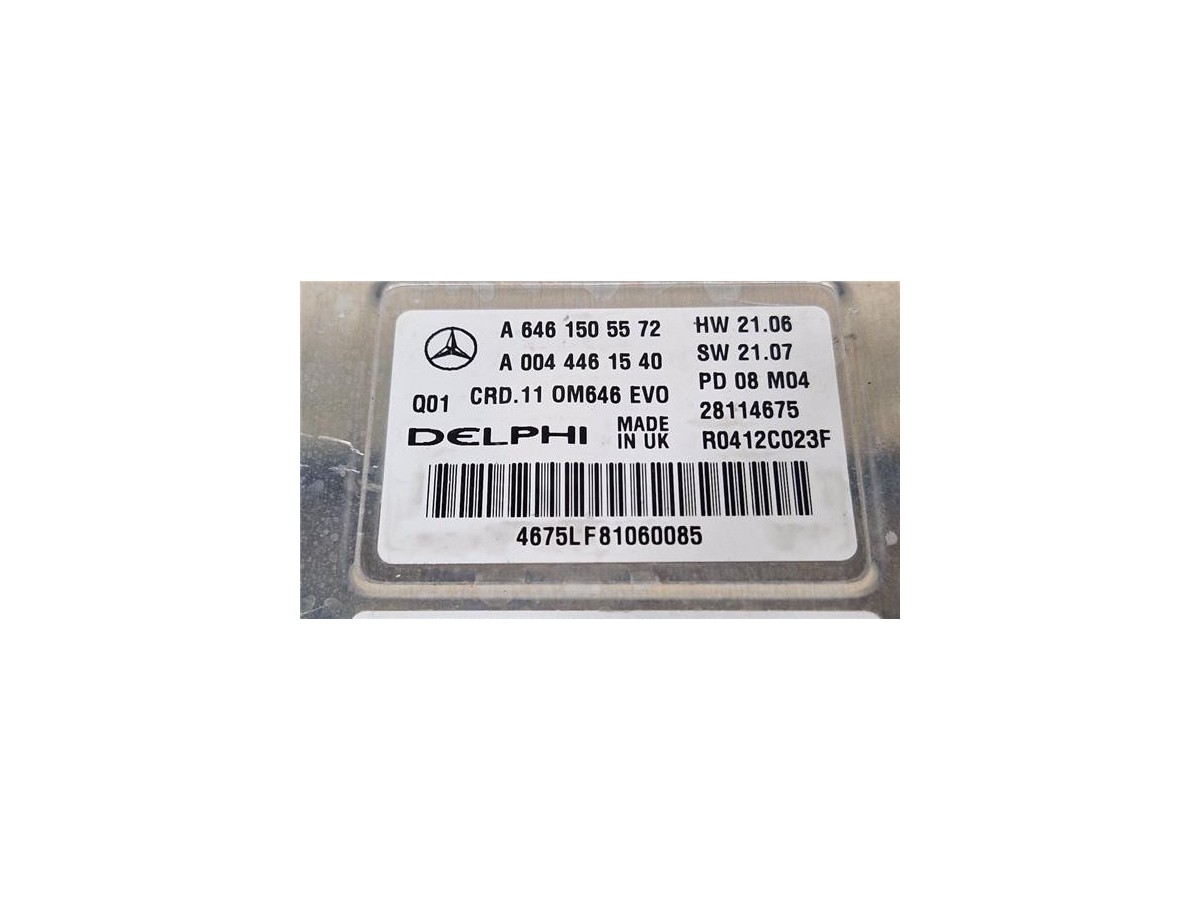 A 646 150 55 72 HW 21.06
A 004 446 15 40 SW 21.07
Q01 CRD.11 OM646 EVO PD 08 M04
28114675
DELPHI MADE IN UK R0412C023F
4675LF81060085